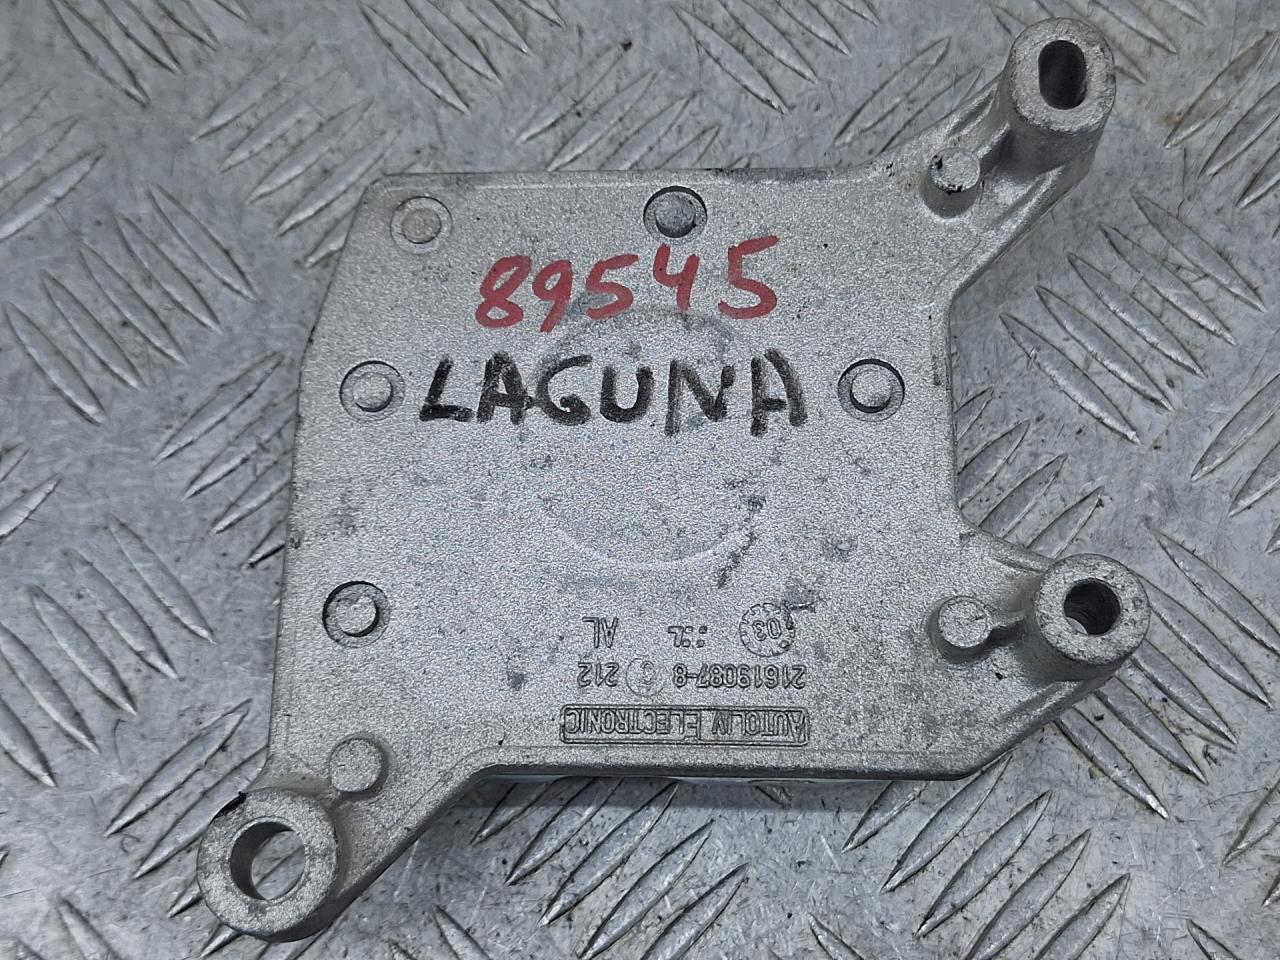 89545
LAGUNA
AUTOLIV ELECTRONIC
21619087-8 212
03 AL